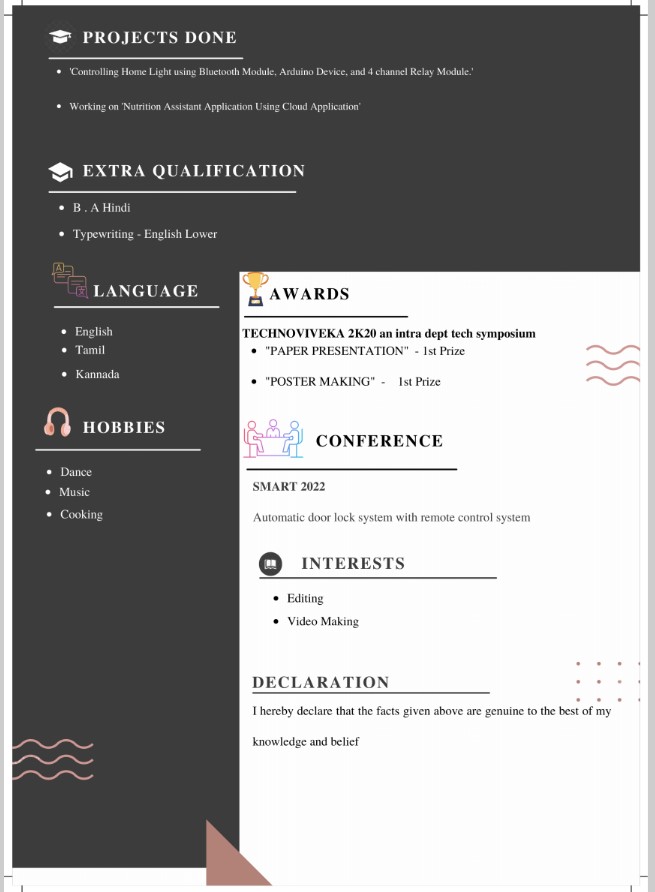 PROJECTS DONE
'Controlling Home Light using Bluetooth Module, Arduino Device, and 4 channel Relay Module.'
Working on 'Nutrition Assistant Application Using Cloud Application'
EXTRA QUALIFICATION
B . A Hindi
Typewriting - English Lower
LANGUAGE
English
Tamil
Kannada
HOBBIES
Dance
Music
Cooking
AWARDS
TECHNOVIVEKA 2K20 an intra dept tech symposium
"PAPER PRESENTATION" - 1st Prize
"POSTER MAKING" - 1st Prize
CONFERENCE
SMART 2022
Automatic door lock system with remote control system
INTERESTS
Editing
Video Making
DECLARATION
I hereby declare that the facts given above are genuine to the best of my
knowledge and belief